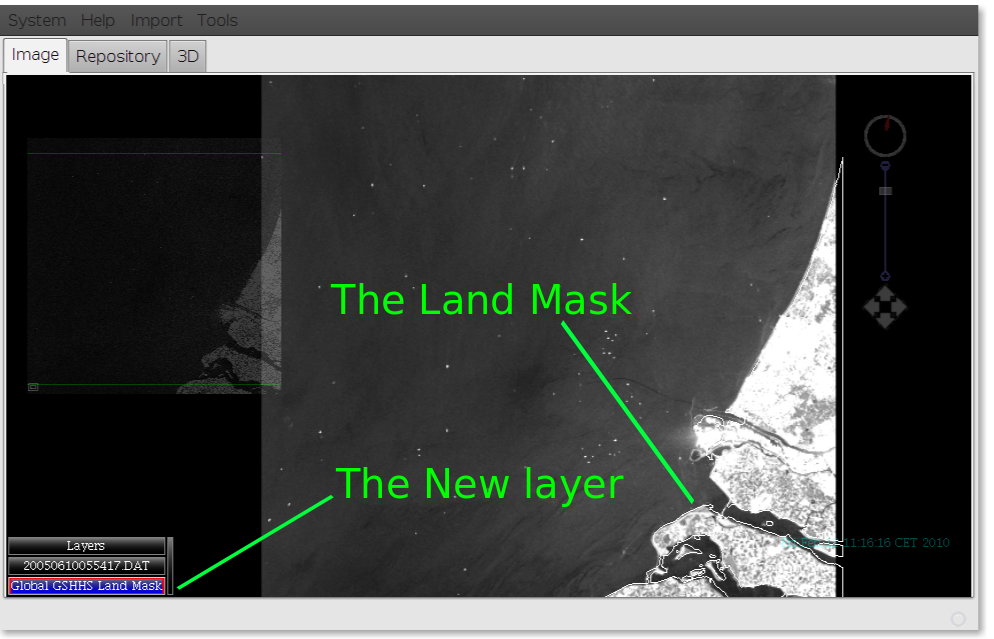 System Help Import Tools
Image Repository 3D
The Land Mask
The New layer
11:16:16 CET 2010
Layers
20050610055417.DAT
Global GSHHS Land Mask